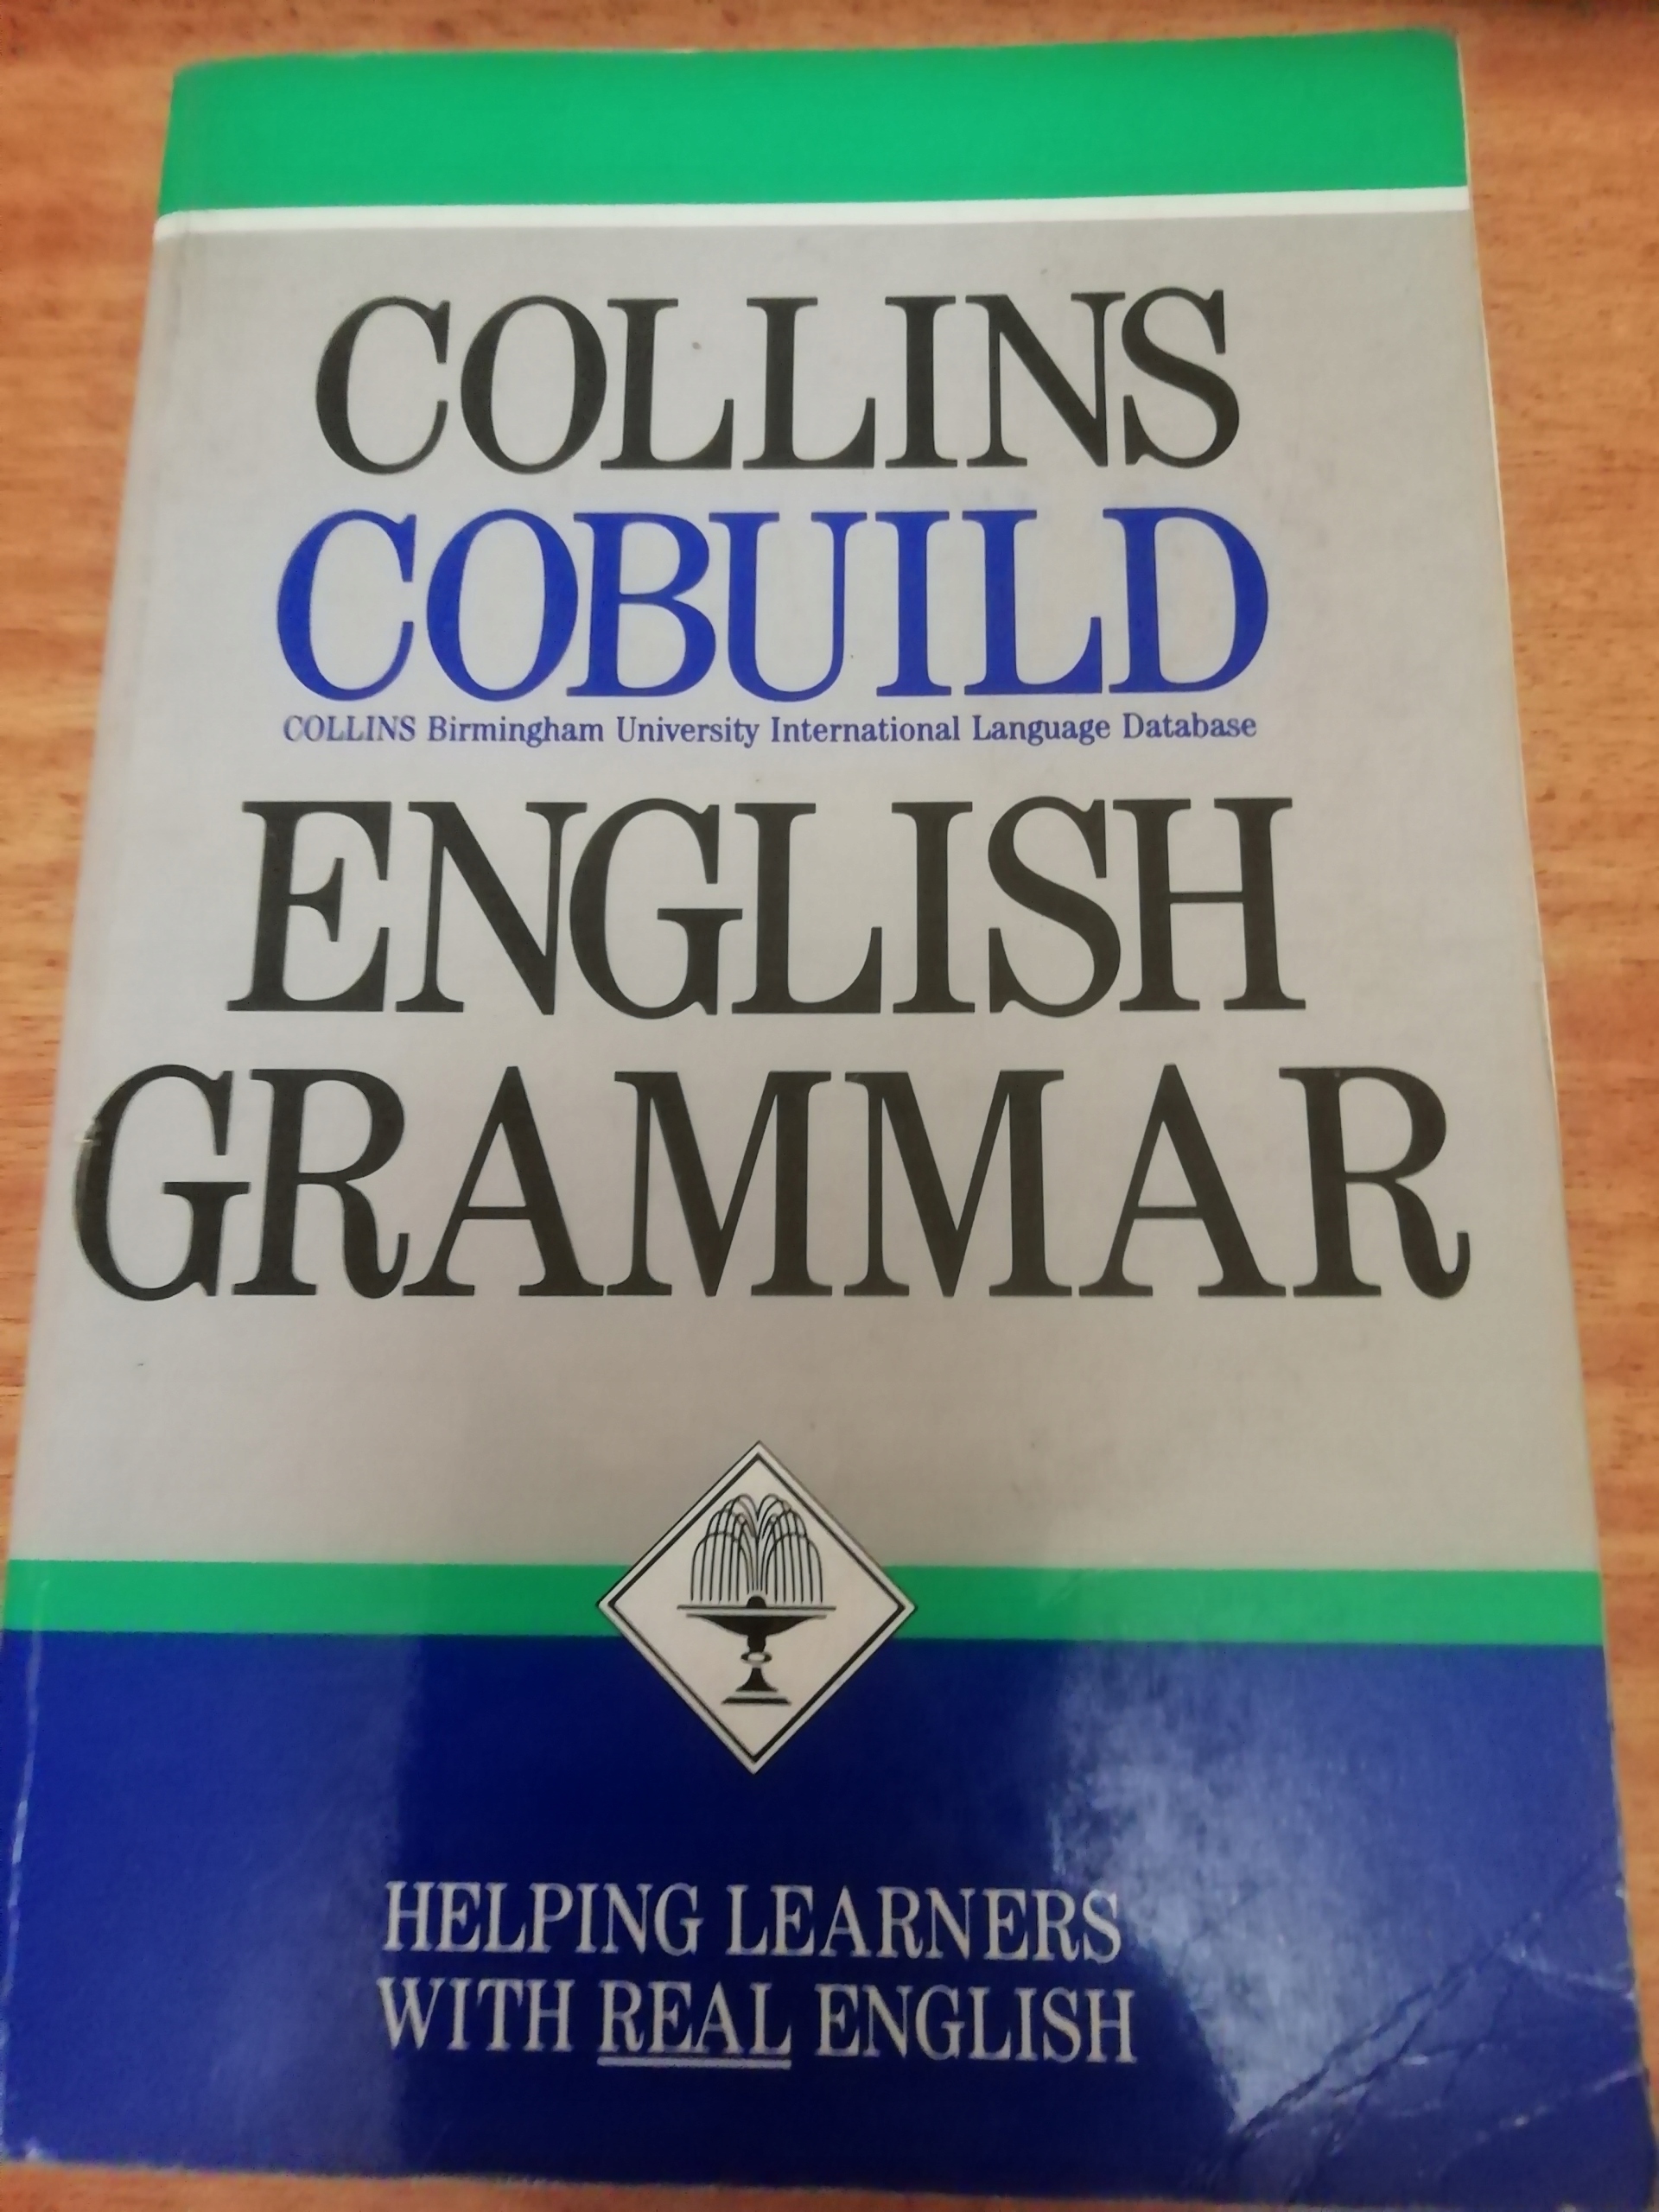 COLLINS
COBUILD
COLLINS Birmingham University International Language Database
ENGLISH
GRAMMAR
HELPING LEARNERS
WITH REAL ENGLISH